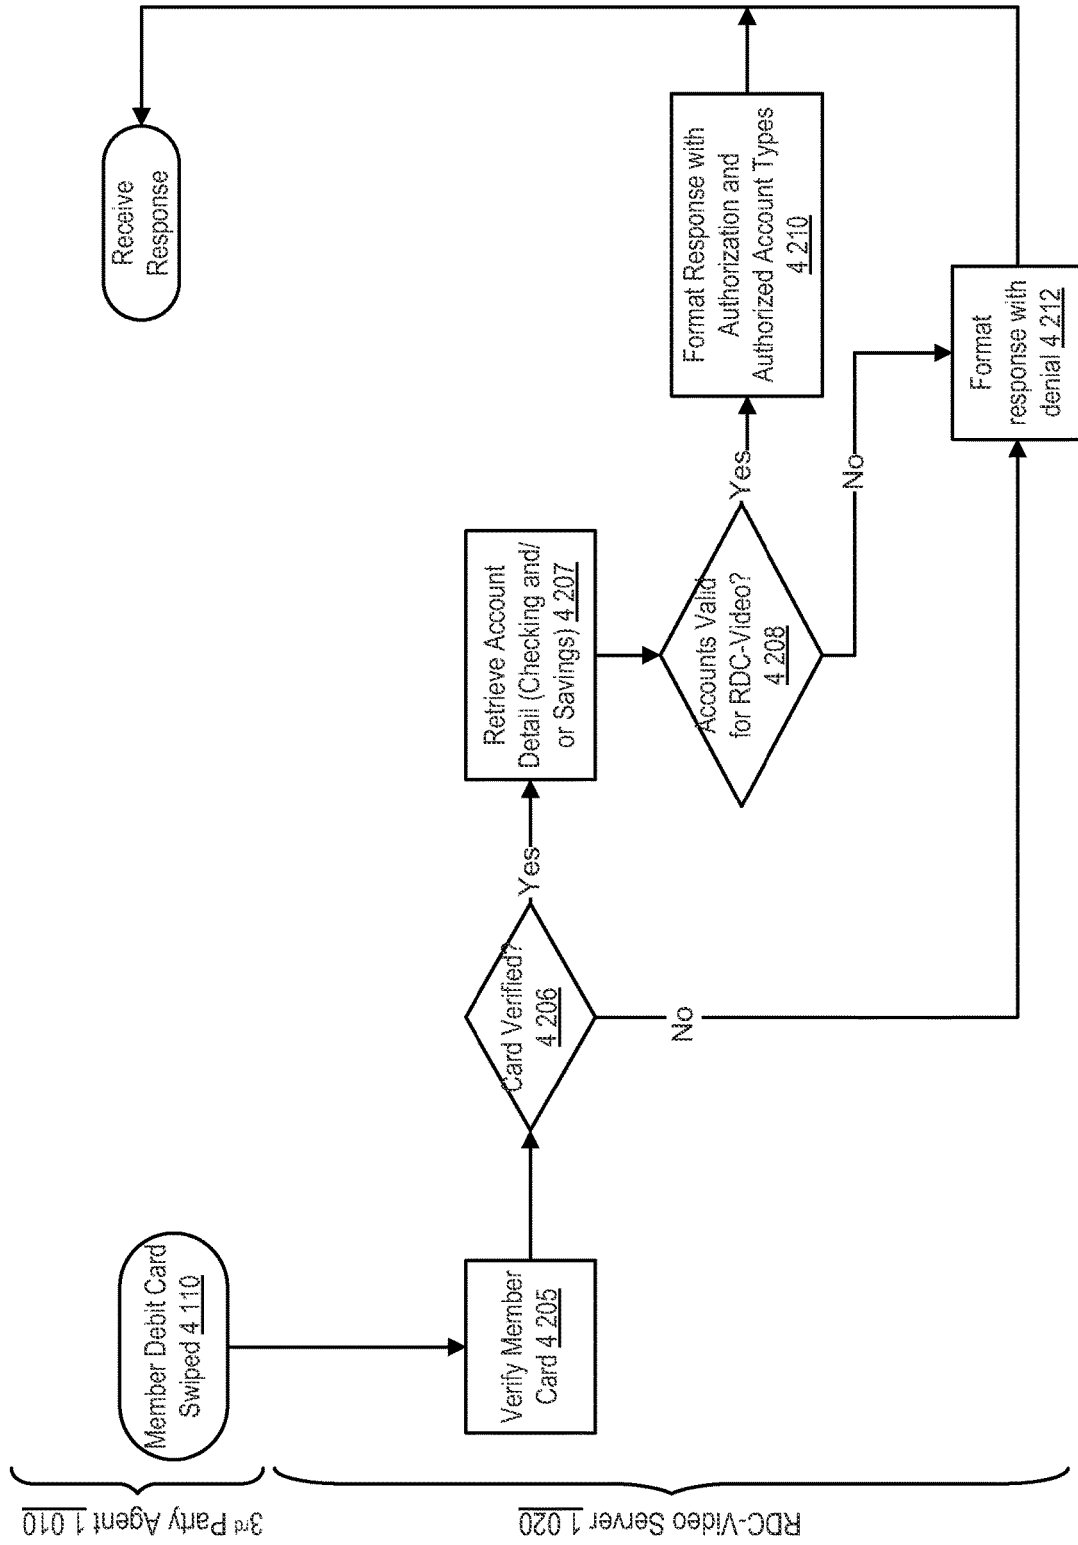 3rd Party Agent 1 010
Member Debit Card
Swiped 4 110
Receive
Response
RDC-Video Server 1 020
Verify Member
Card 4 205
Card Verified?
4 206
Yes
No
Retrieve Account
Detail (Checking and/
or Savings) 4 207
Accounts Valid
for RDC-Video?
4 208
Yes
No
Format Response with
Authorization and
Authorized Account Types
4 210
Format
response with
denial 4 212